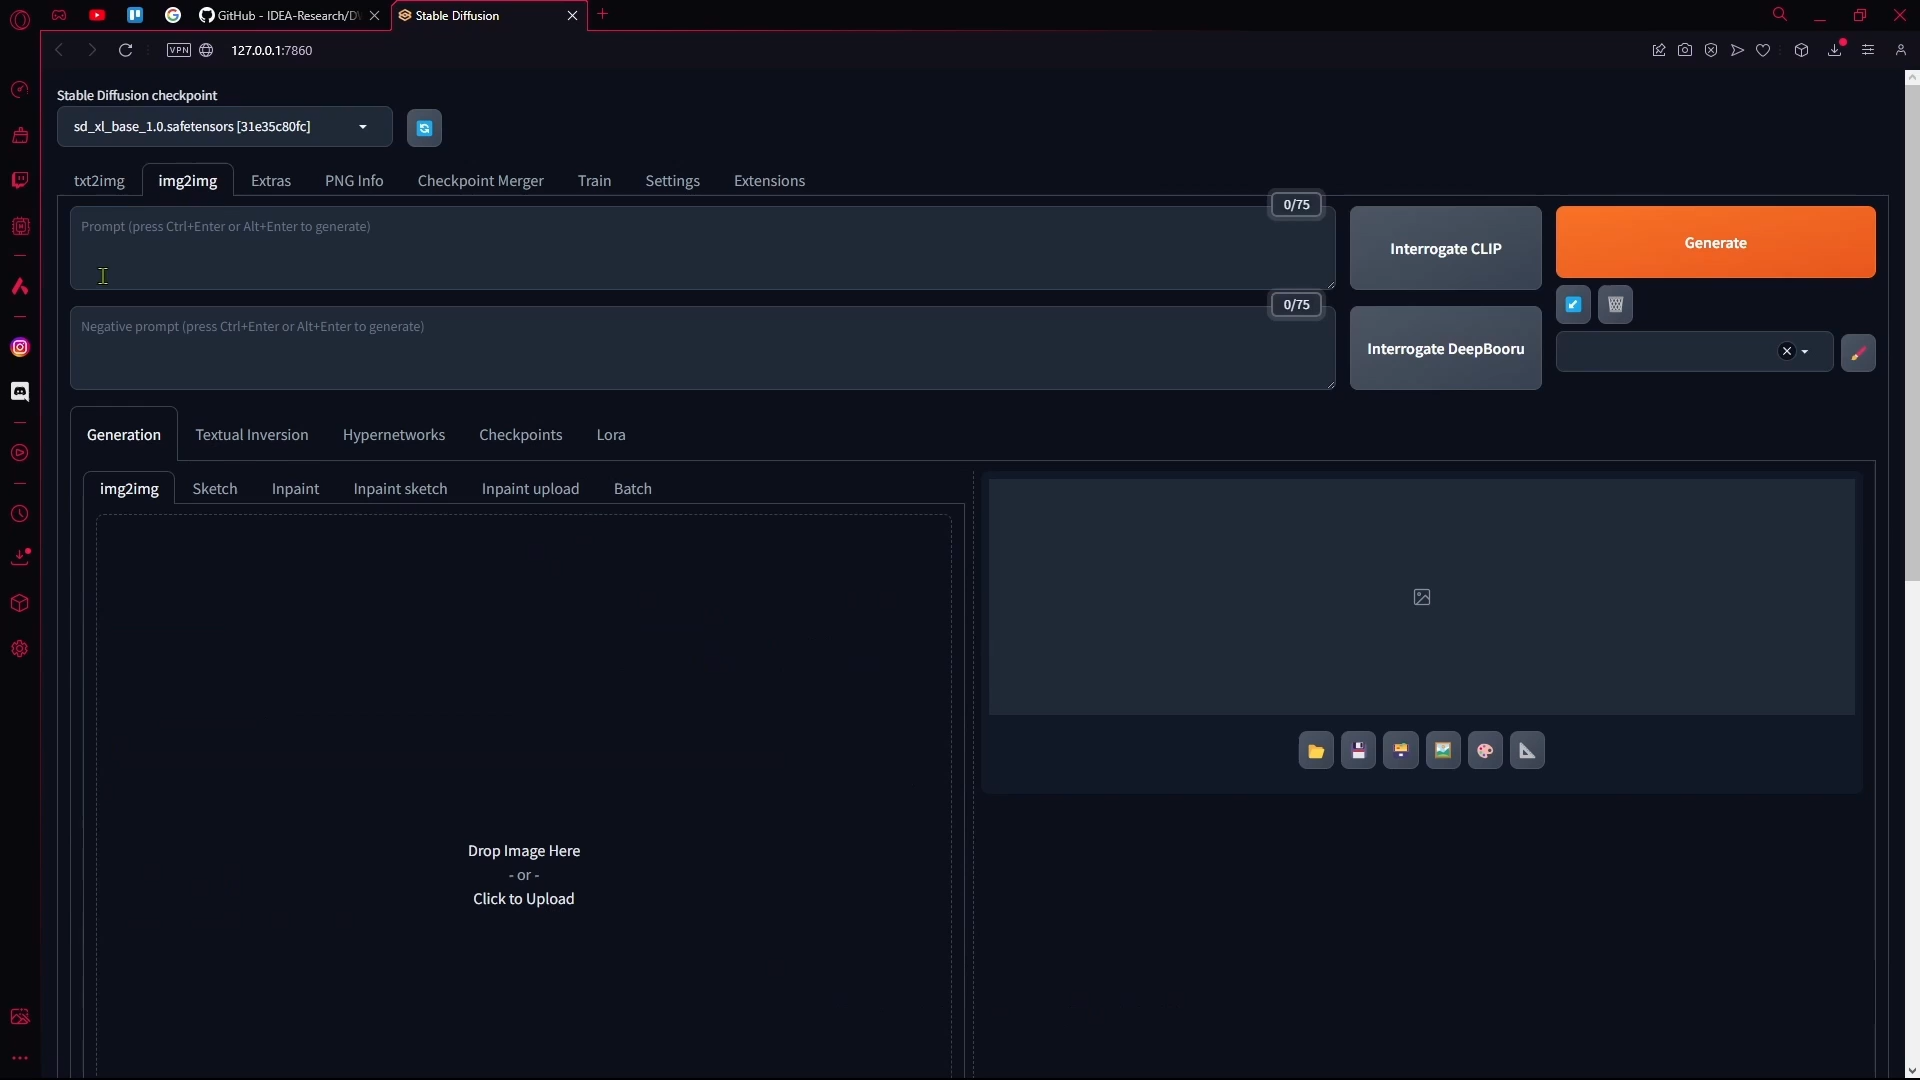 GitHub - IDEA-Research/D
Stable Diffusion
VPN
127.0.0.1:7860
Stable Diffusion checkpoint
sd_xl_base_1.0.safetensors [31e35c80fc]
txt2img
img2img
Extras
PNG Info
Checkpoint Merger
Train
Settings
Extensions
0/75
Prompt (press Ctrl+Enter or Alt+Enter to generate)
Interrogate CLIP
Generate
0/75
Negative prompt (press Ctrl+Enter or Alt+Enter to generate)
Interrogate DeepBooru
Generation
Textual Inversion
Hypernetworks
Checkpoints
Lora
img2img
Sketch
Inpaint
Inpaint sketch
Inpaint upload
Batch
Drop Image Here
- or -
Click to Upload